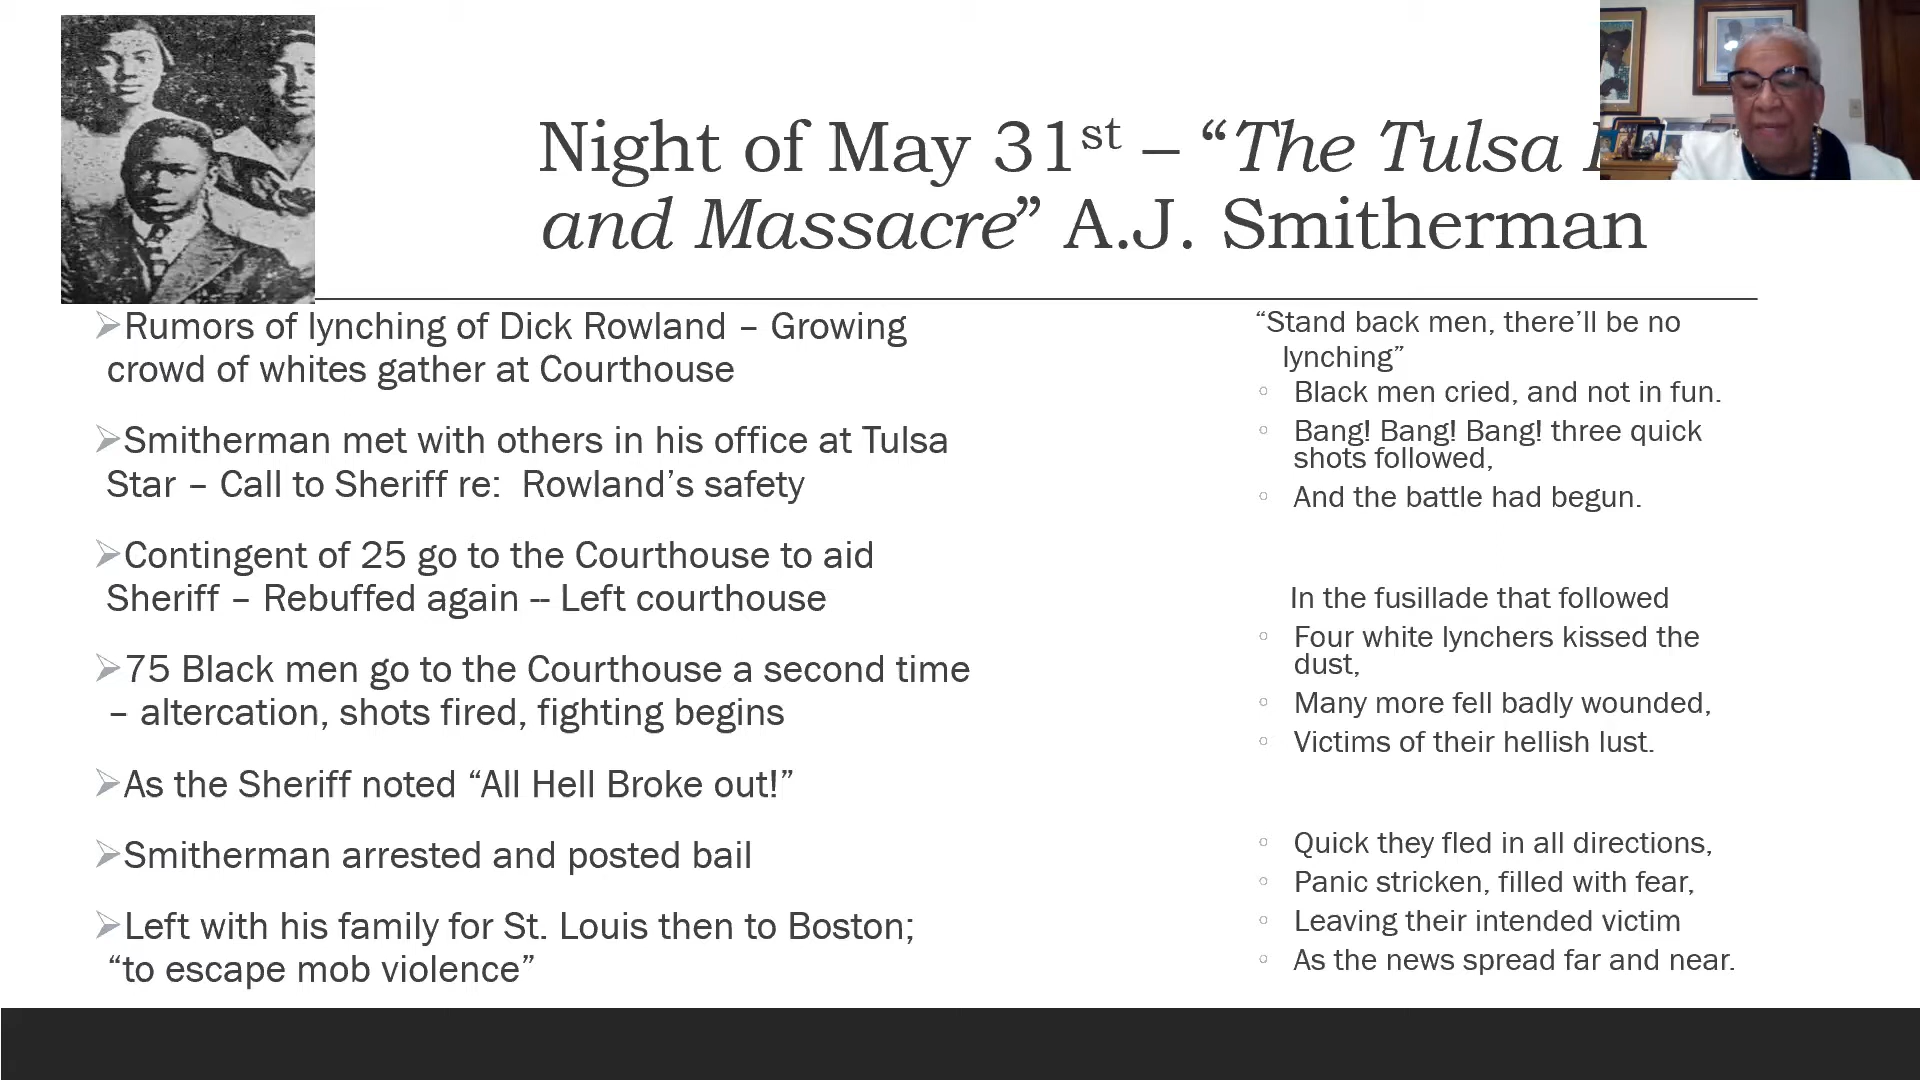 Night of May 31st – “The Tulsa
and Massacre” A.J. Smitherman
➢Rumors of lynching of Dick Rowland – Growing
crowd of whites gather at Courthouse
➢Smitherman met with others in his office at Tulsa
Star – Call to Sheriff re:  Rowland’s safety
➢Contingent of 25 go to the Courthouse to aid
Sheriff – Rebuffed again -- Left courthouse
➢75 Black men go to the Courthouse a second time
– altercation, shots fired, fighting begins
➢As the Sheriff noted “All Hell Broke out!”
➢Smitherman arrested and posted bail
➢Left with his family for St. Louis then to Boston;
“to escape mob violence”
“Stand back men, there’ll be no
lynching”
◦ Black men cried, and not in fun.
◦ Bang! Bang! Bang! three quick
shots followed,
◦ And the battle had begun.
In the fusillade that followed
◦ Four white lynchers kissed the
dust,
◦ Many more fell badly wounded,
◦ Victims of their hellish lust.
◦ Quick they fled in all directions,
◦ Panic stricken, filled with fear,
◦ Leaving their intended victim
◦ As the news spread far and near.